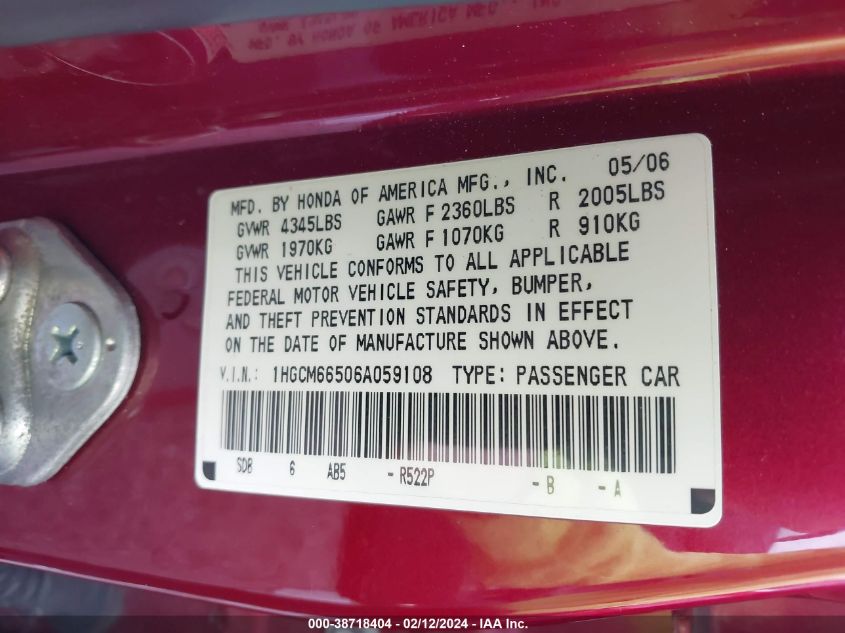 MFD. BY HONDA OF AMERICA MFG., INC. 05/06
GVWR 4345LBS GAWR F 2360LBS R 2005LBS
GVWR 1970KG GAWR F 1070KG R 910KG
THIS VEHICLE CONFORMS TO ALL APPLICABLE
FEDERAL MOTOR VEHICLE SAFETY, BUMPER,
AND THEFT PREVENTION STANDARDS IN EFFECT
ON THE DATE OF MANUFACTURE SHOWN ABOVE.
V.I.N.: 1HGCM66506A059108 TYPE: PASSENGER CAR
SDB 6 AB5 - R522P - B - A
000-38718404 - 02/12/2024 - IAA Inc.